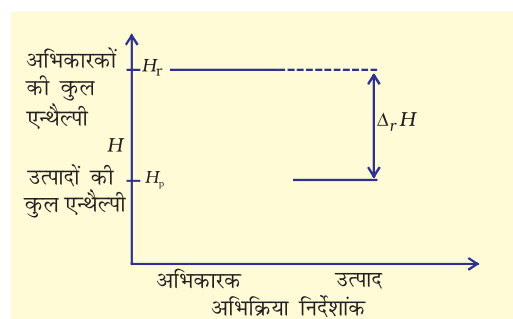 अभिकारकों
की कुल
एन्थैल्पी
H
Hr
ΔrH
उत्पादों की
कुल एन्थैल्पी
Hp
अभिकारक
उत्पाद
अभिक्रिया निर्देशांक